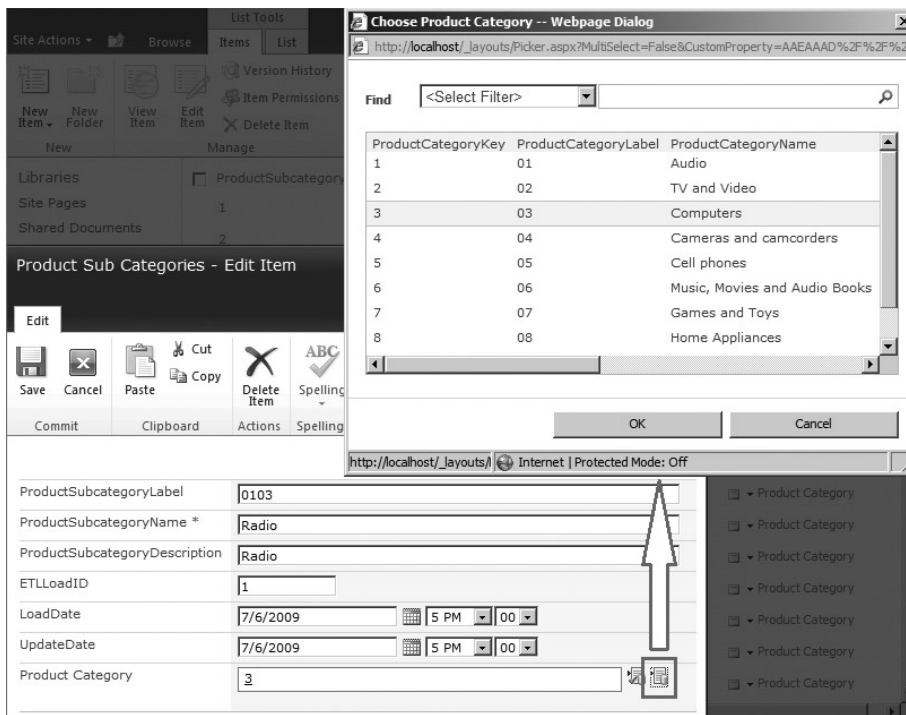 List Tools
Site Actions
Browse
Items
List
Version History
Item Permissions
Delete Item
New Item
New Folder
View Item
Edit Item
New
Manage
Libraries
Site Pages
Shared Documents
ProductSubcategory
1
2
Choose Product Category -- Webpage Dialog
http://localhost/_layouts/Picker.aspx?MultiSelect=False&CustomProperty=AAEAAAD%2F%2F%2
Find <Select Filter>
ProductCategoryKey ProductCategoryLabel ProductCategoryName
1 01 Audio
2 02 TV and Video
3 03 Computers
4 04 Cameras and camcorders
5 05 Cell phones
6 06 Music, Movies and Audio Books
7 07 Games and Toys
8 08 Home Appliances
OK Cancel
http://localhost/_layouts/ Internet | Protected Mode: Off
Product Sub Categories - Edit Item
Edit
Save
Cancel
Paste
Cut
Copy
Delete Item
ABC
Spelling
Commit
Clipboard
Actions
Spelling
ProductSubcategoryLabel 0103
ProductSubcategoryName * Radio
ProductSubcategoryDescription Radio
ETLLoadID 1
LoadDate 7/6/2009 5 PM 00
UpdateDate 7/6/2009 5 PM 00
Product Category 3
Product Category
Product Category
Product Category
Product Category
Product Category
Product Category
Product Category